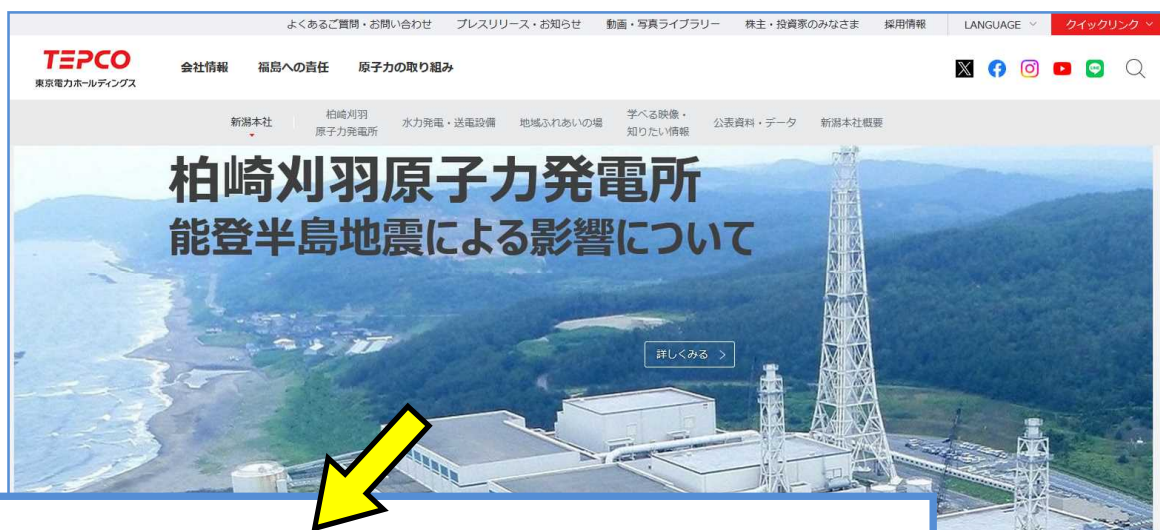 よくあるご質問・お問い合わせ プレスリリース・お知らせ 動画・写真ライブラリー 株主・投資家のみなさま 採用情報 LANGUAGE クイックリンク
TEPCO
東京電力ホールディングス
会社情報 福島への責任 原子力の取り組み
新潟本社
柏崎刈羽
原子力発電所
水力発電・送電設備 地域ふれあいの場
学べる映像・
知りたい情報
公表資料・データ 新潟本社概要
柏崎刈羽原子力発電所
能登半島地震による影響について
詳しくみる